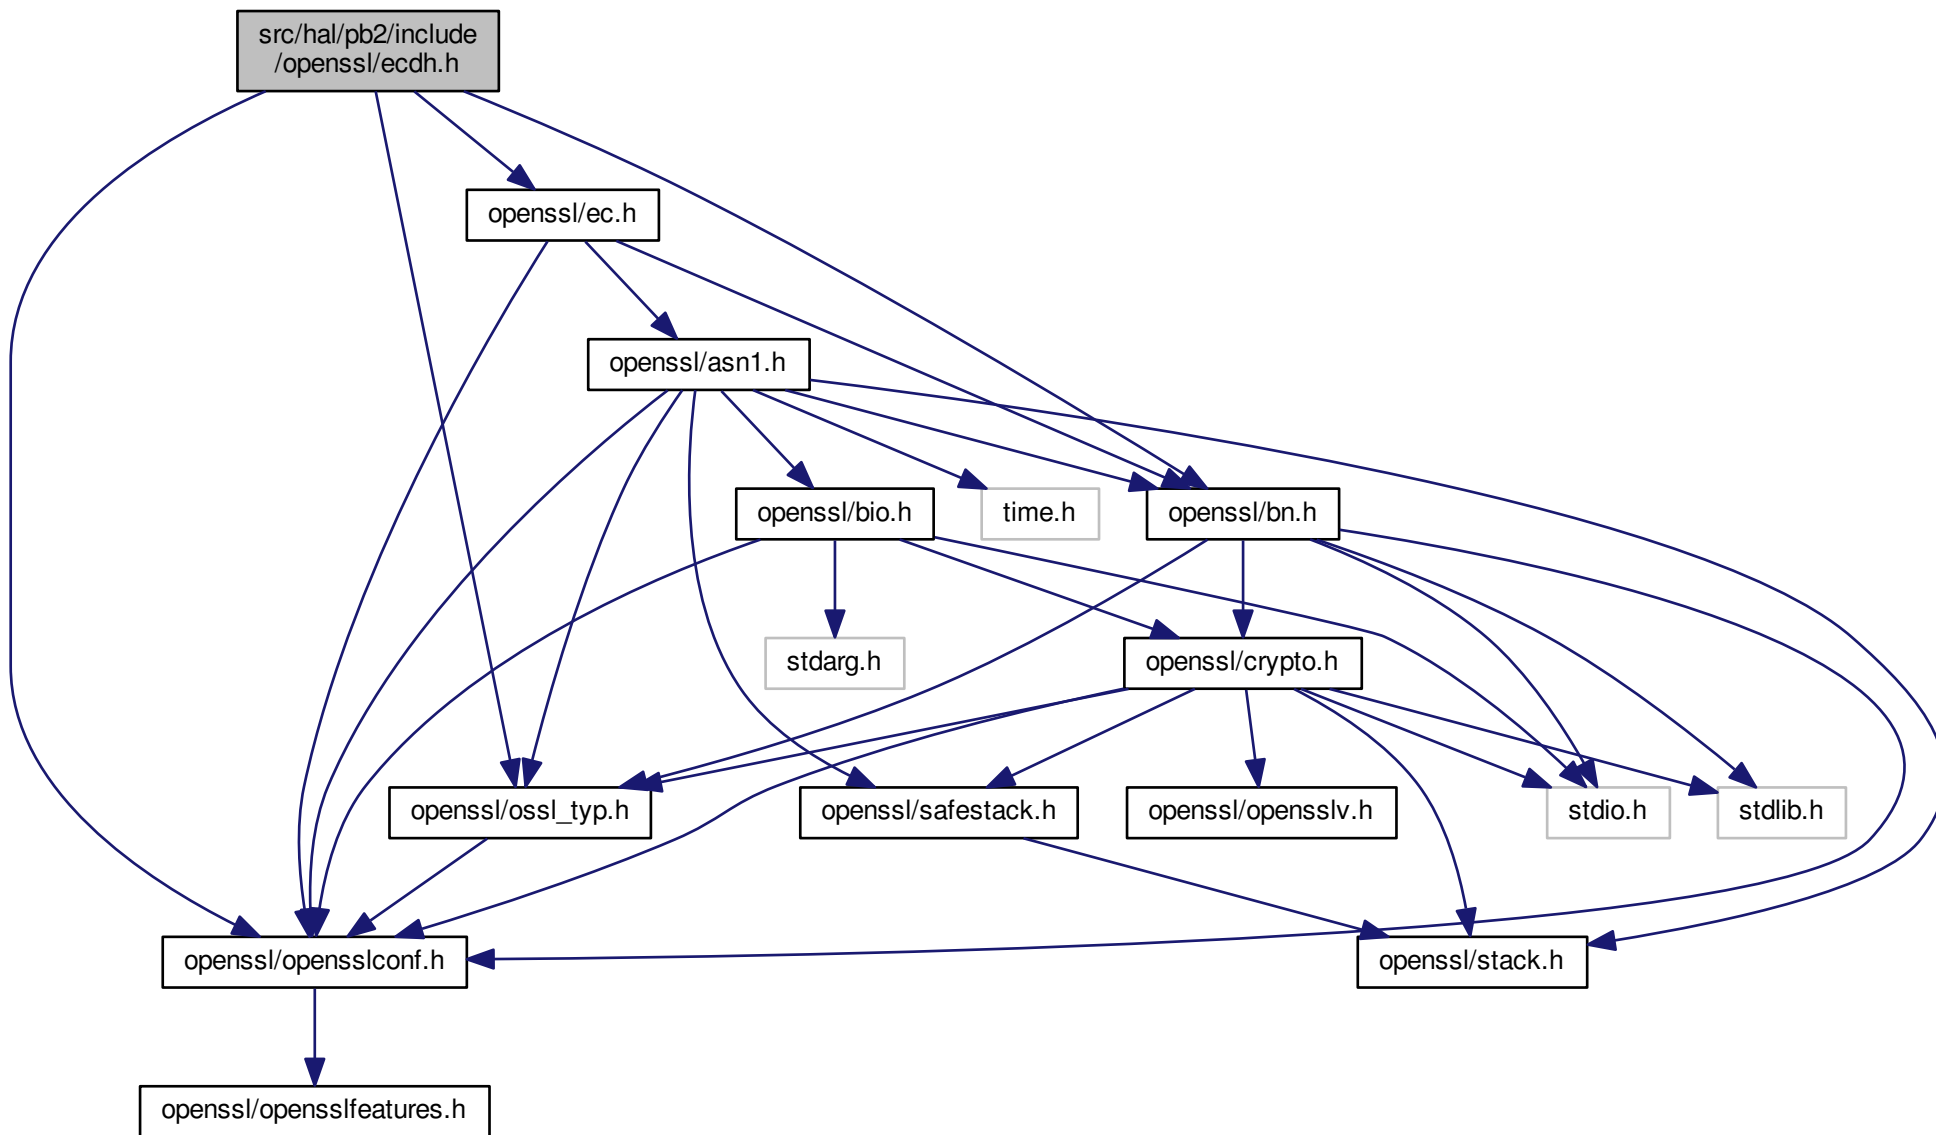 src/hal/pb2/include
/openssl/ecdh.h
openssl/ec.h
openssl/asn1.h
openssl/bio.h
time.h
openssl/bn.h
stdarg.h
openssl/crypto.h
openssl/ossl_typ.h
openssl/safestack.h
openssl/opensslv.h
stdio.h
stdlib.h
openssl/opensslconf.h
openssl/stack.h
openssl/opensslfeatures.h